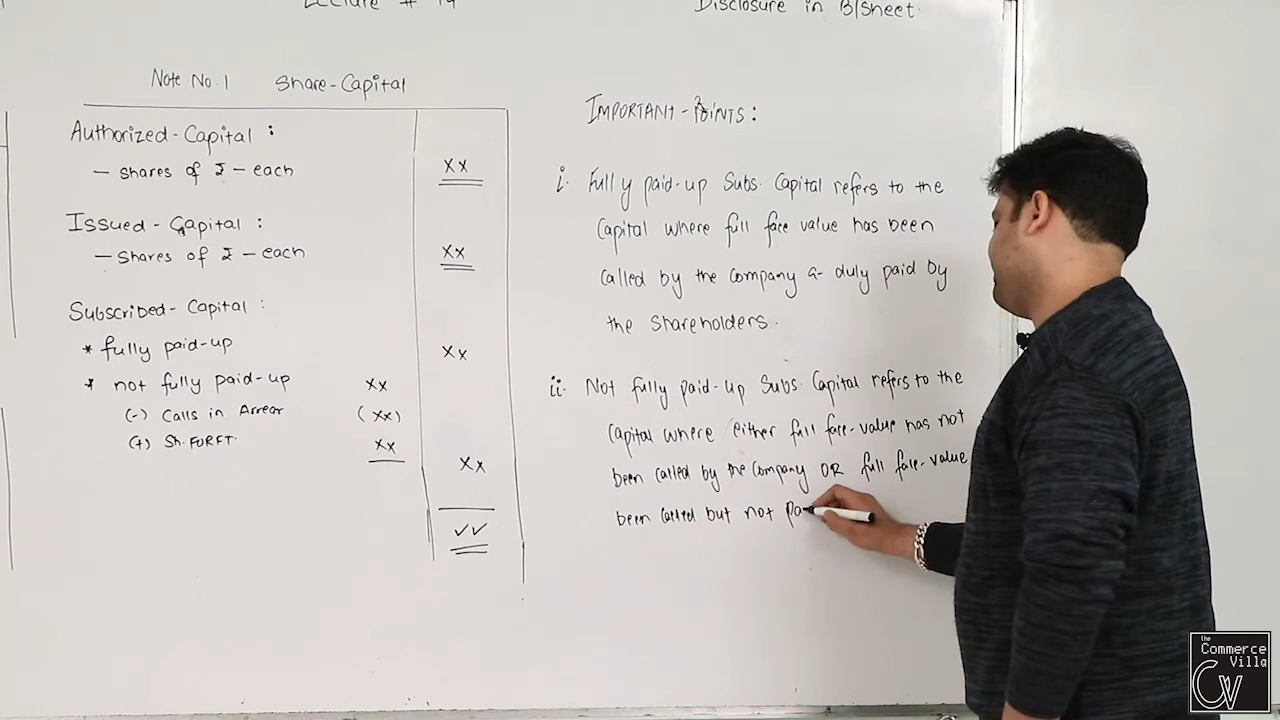 Lecture # 19
Disclosure in B/Sheet.
Note No. 1 Share-Capital
Authorized-Capital :
- Shares of ₹ - each xx
Issued-Capital :
- Shares of ₹ - each xx
Subscribed-Capital :
* fully paid-up xx
* not fully paid-up xx
(-) Calls in Arrear (xx)
(+) Sh. FORFT. xx
xx
✓✓
IMPORTANT-POINTS :
i. Fully paid-up Subs. Capital refers to the
Capital where full face value has been
called by the Company & duly paid by
the Shareholders.
ii. Not fully paid-up Subs. Capital refers to the
Capital where either full face-value has not
been called by the Company OR full face-value
been called but not pa
the
Commerce
Villa
CV